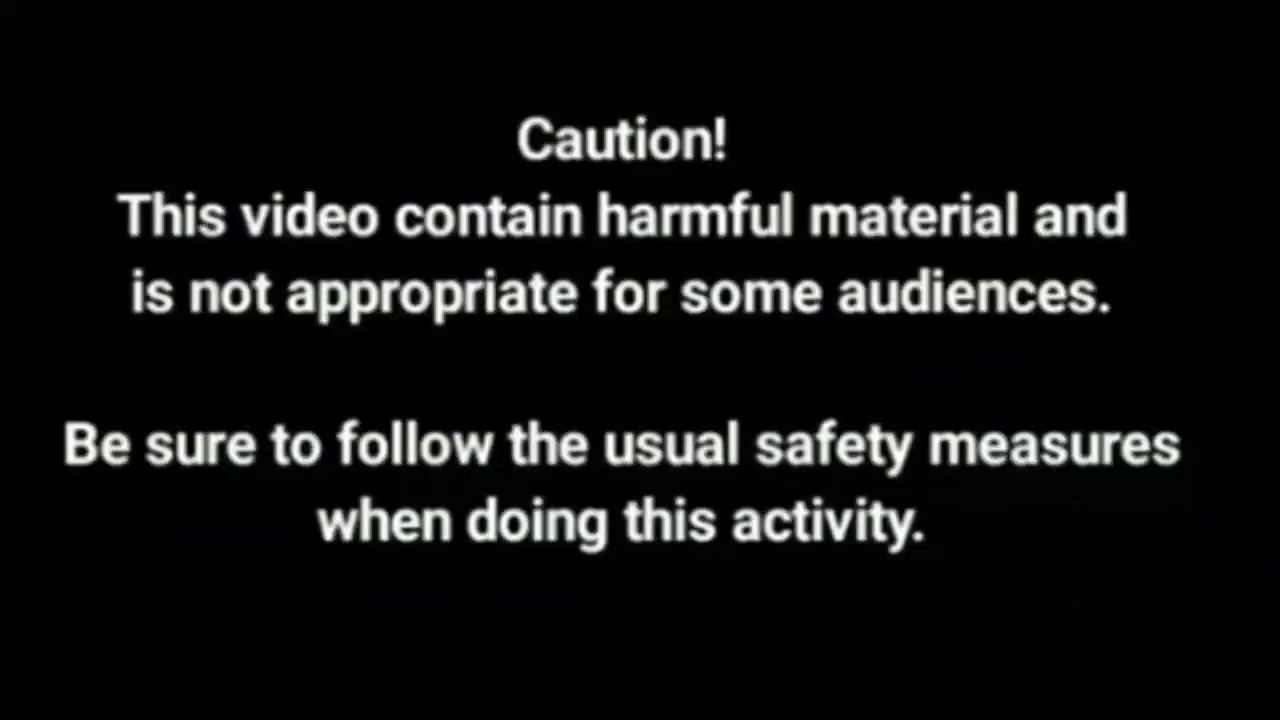 Caution!
This video contain harmful material and
is not appropriate for some audiences.
Be sure to follow the usual safety measures
when doing this activity.